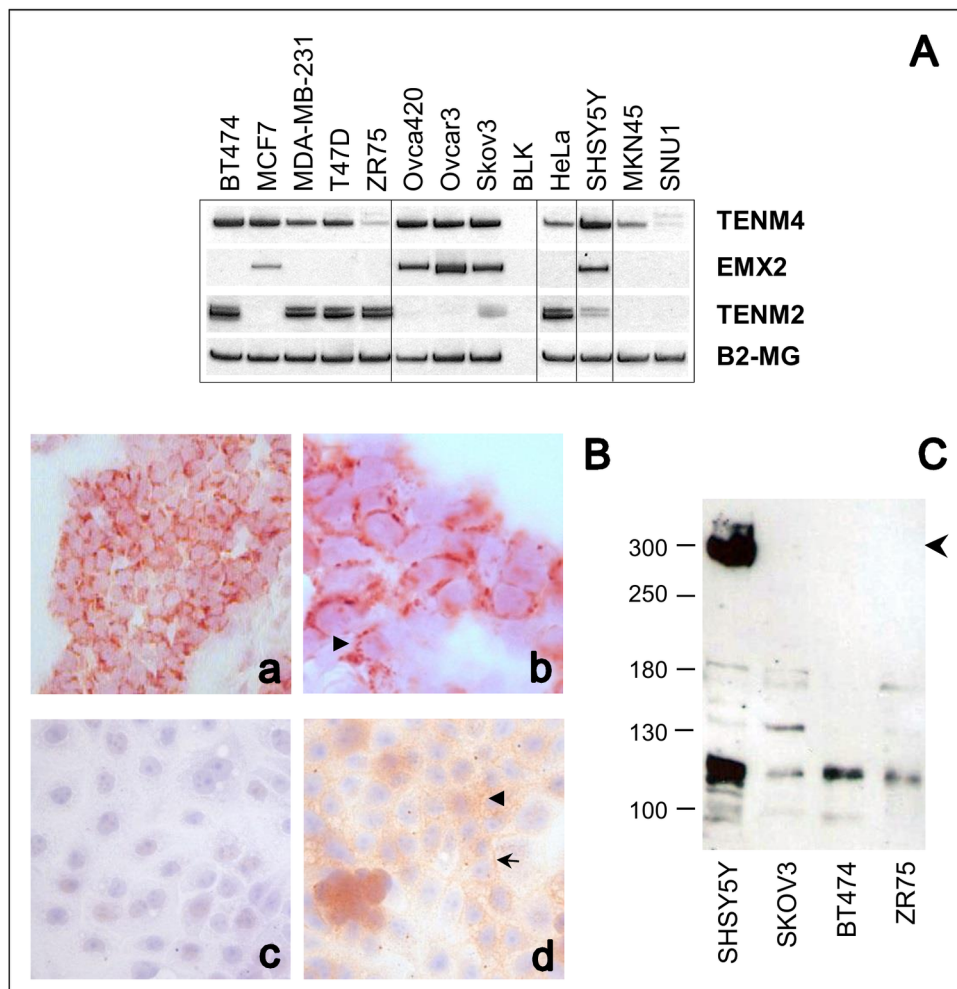 A
BT474
MCF7
MDA-MB-231
T47D
ZR75
Ovca420
Ovcar3
Skov3
BLK
HeLa
SHSY5Y
MKN45
SNU1
TENM4
EMX2
TENM2
B2-MG
B
a
b
c
d
C
300
250
180
130
100
SHSY5Y
SKOV3
BT474
ZR75